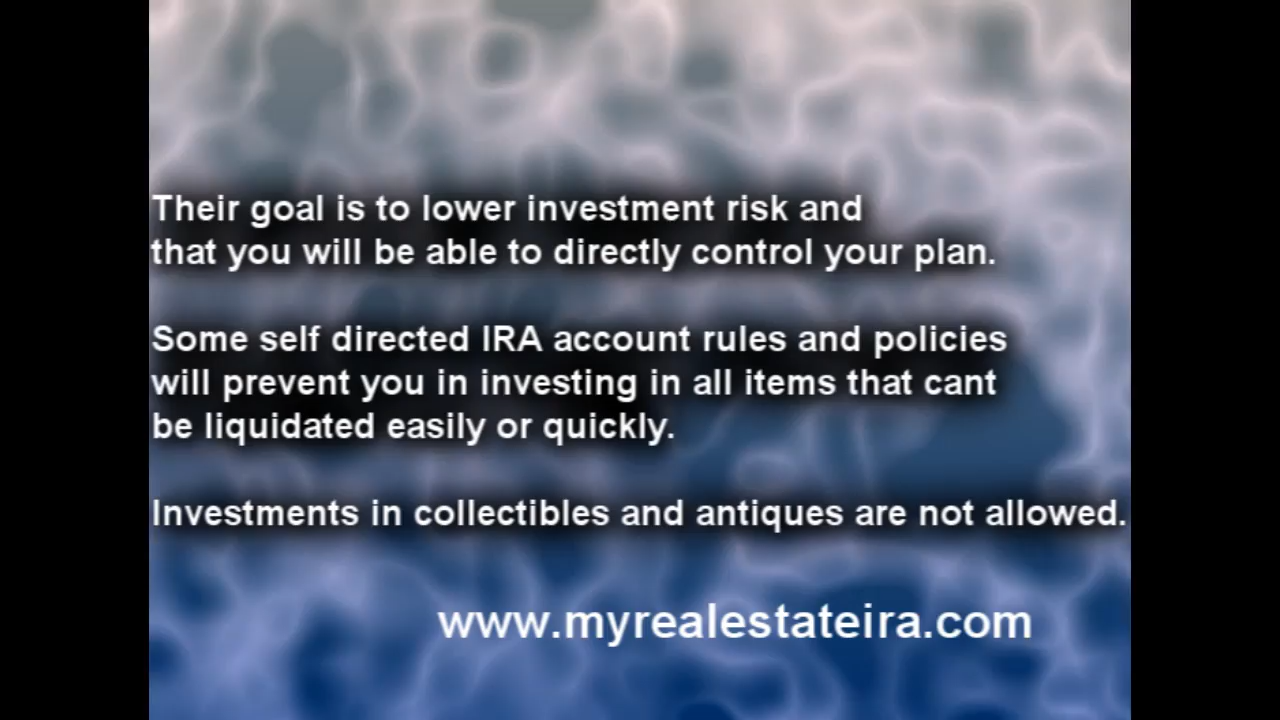 Their goal is to lower investment risk and
that you will be able to directly control your plan.
Some self directed IRA account rules and policies
will prevent you in investing in all items that cant
be liquidated easily or quickly.
Investments in collectibles and antiques are not allowed.
www.myrealestateira.com